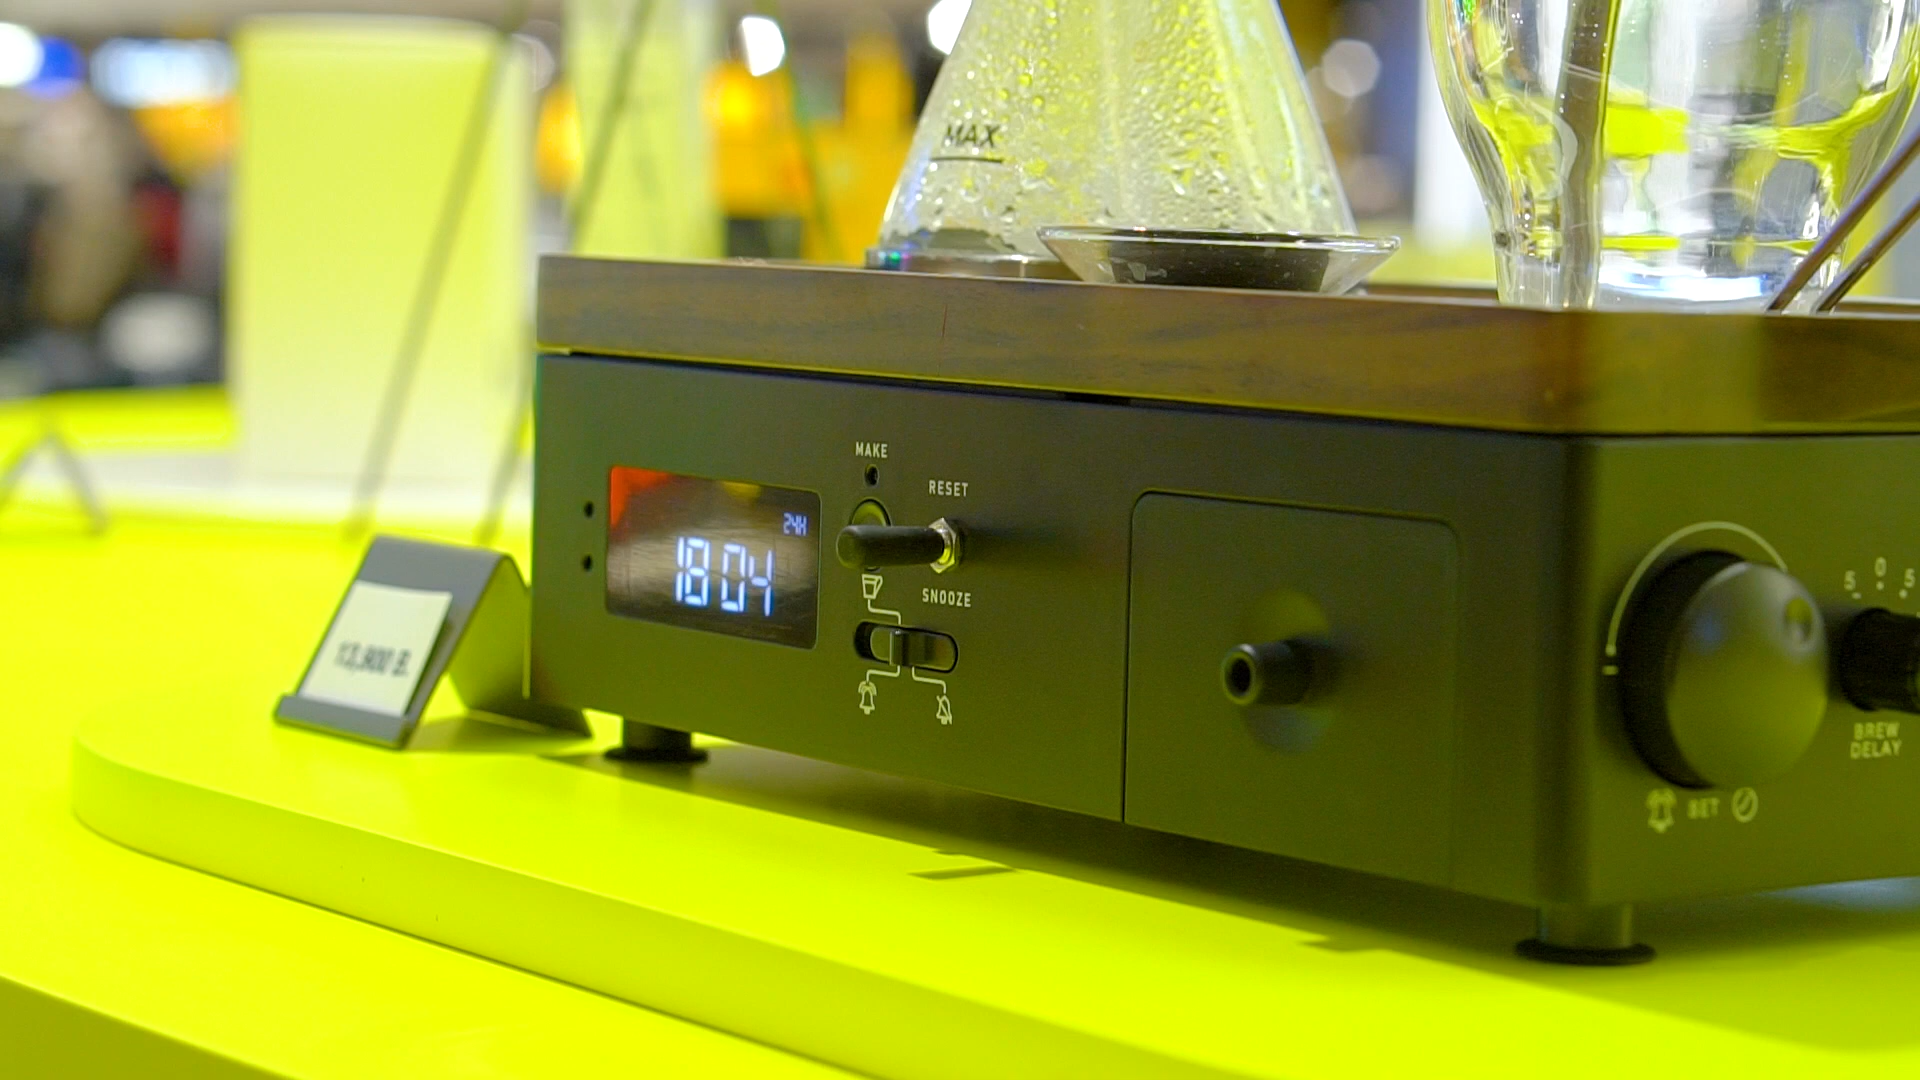 MAX
MAKE
RESET
24H
18 04
SNOOZE
5 0 5
BREW
DELAY
SET